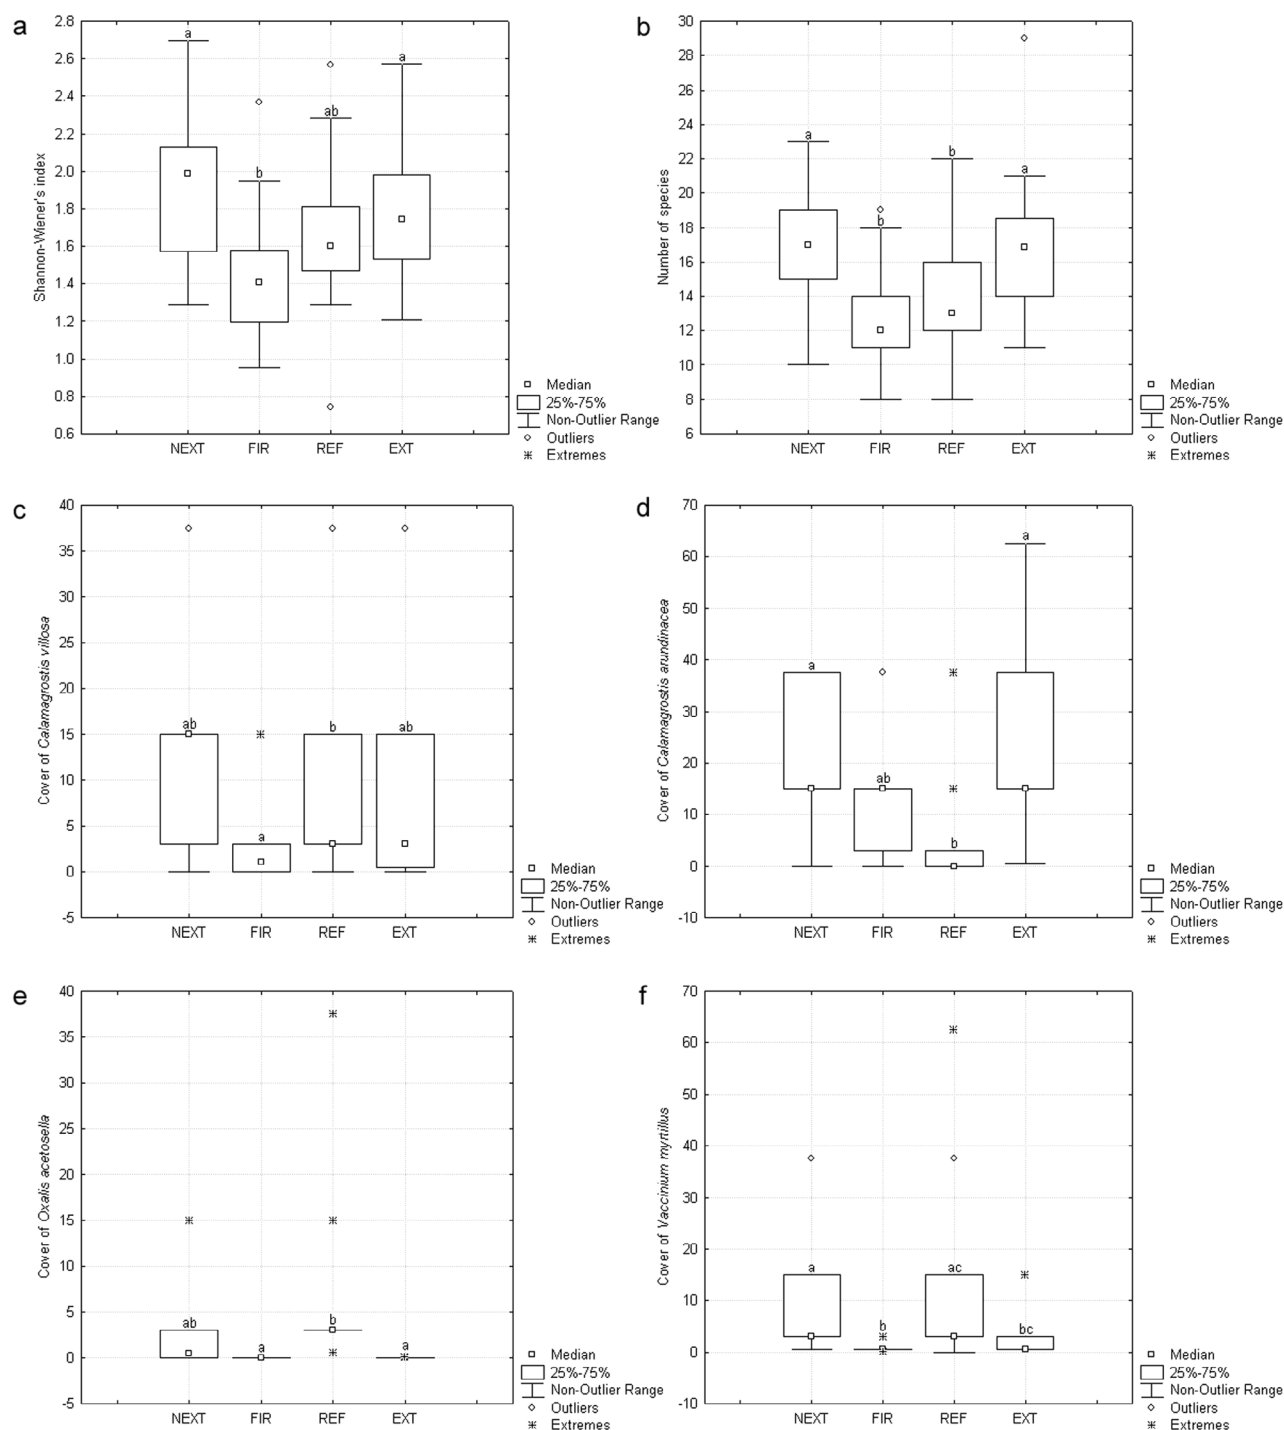 a
2.8
2.6
2.4
2.2
2.0
1.8
1.6
1.4
1.2
1.0
0.8
0.6
Shannon-Wiener's index
a
b
ab
a
NEXT FIR REF EXT
Median
25%-75%
Non-Outlier Range
Outliers
Extremes
b
30
28
26
24
22
20
18
16
14
12
10
8
6
Number of species
a
b
b
a
NEXT FIR REF EXT
Median
25%-75%
Non-Outlier Range
Outliers
Extremes
c
40
35
30
25
20
15
10
5
0
-5
Cover of Calamagrostis villosa
ab
a
b
ab
NEXT FIR REF EXT
Median
25%-75%
Non-Outlier Range
Outliers
Extremes
d
70
60
50
40
30
20
10
0
-10
Cover of Calamagrostis arundinacea
a
ab
b
a
NEXT FIR REF EXT
Median
25%-75%
Non-Outlier Range
Outliers
Extremes
e
40
35
30
25
20
15
10
5
0
-5
Cover of Oxalis acetosella
ab
a
b
a
NEXT FIR REF EXT
Median
25%-75%
Non-Outlier Range
Outliers
Extremes
f
70
60
50
40
30
20
10
0
-10
Cover of Vaccinium myrtillus
a
b
ac
bc
NEXT FIR REF EXT
Median
25%-75%
Non-Outlier Range
Outliers
Extremes